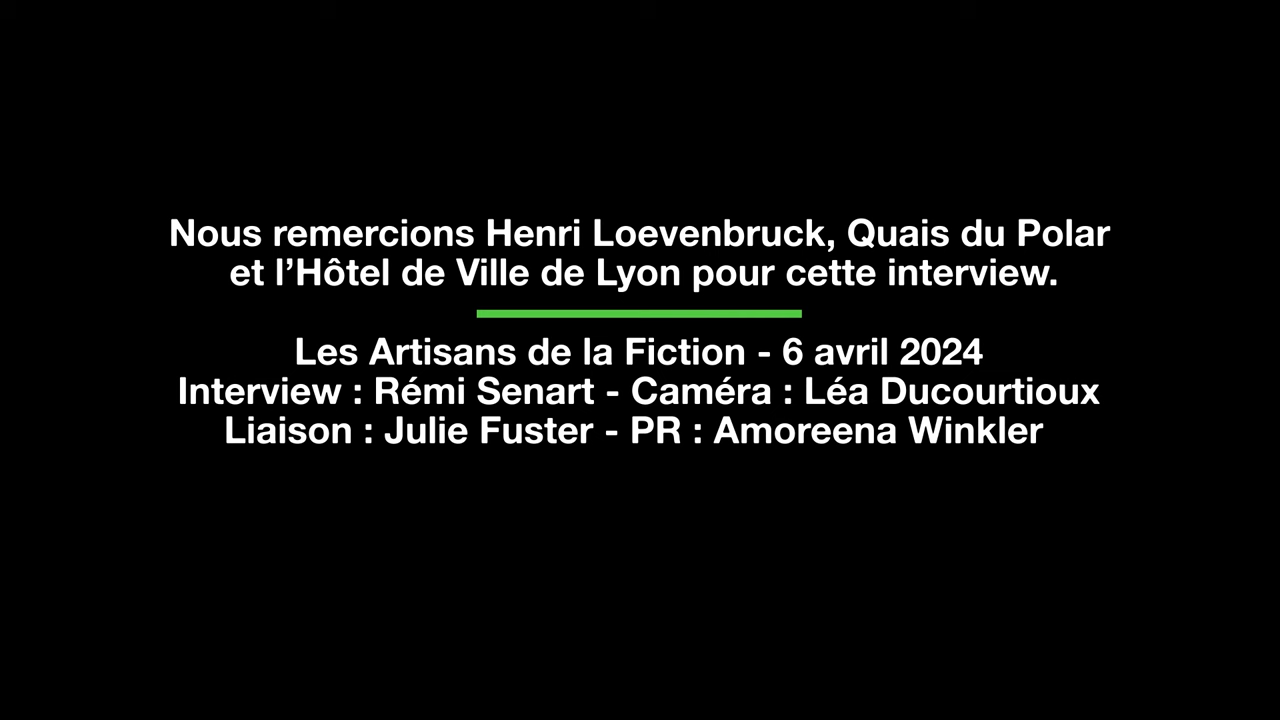 Nous remercions Henri Loevenbruck, Quais du Polar
et l’Hôtel de Ville de Lyon pour cette interview.
Les Artisans de la Fiction - 6 avril 2024
Interview : Rémi Senart - Caméra : Léa Ducourtioux
Liaison : Julie Fuster - PR : Amoreena Winkler